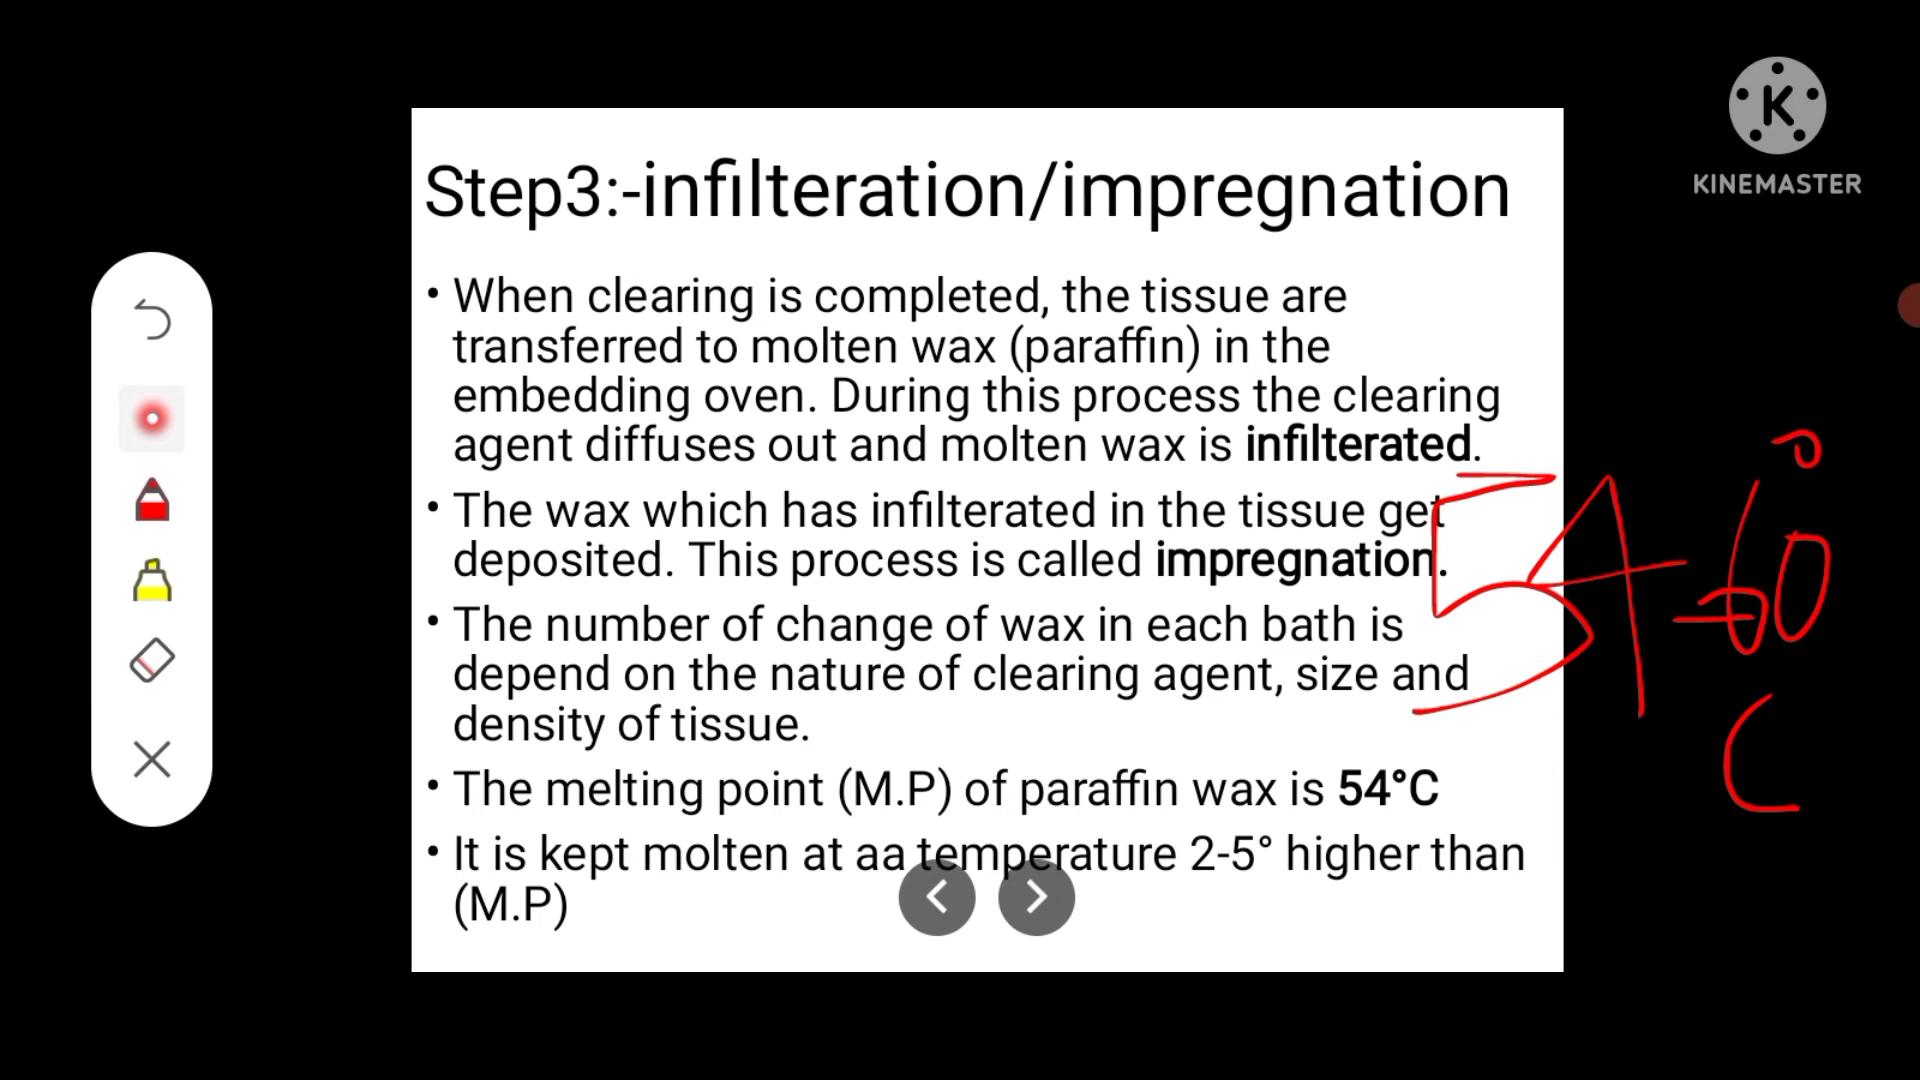 KINEMASTER
Step3:-infilteration/impregnation
• When clearing is completed, the tissue are
transferred to molten wax (paraffin) in the
embedding oven. During this process the clearing
agent diffuses out and molten wax is infilterated.
• The wax which has infilterated in the tissue get
deposited. This process is called impregnation.
• The number of change of wax in each bath is
depend on the nature of clearing agent, size and
density of tissue.
• The melting point (M.P) of paraffin wax is 54°C
• It is kept molten at aa temperature 2-5° higher than
(M.P)
54-60°
C